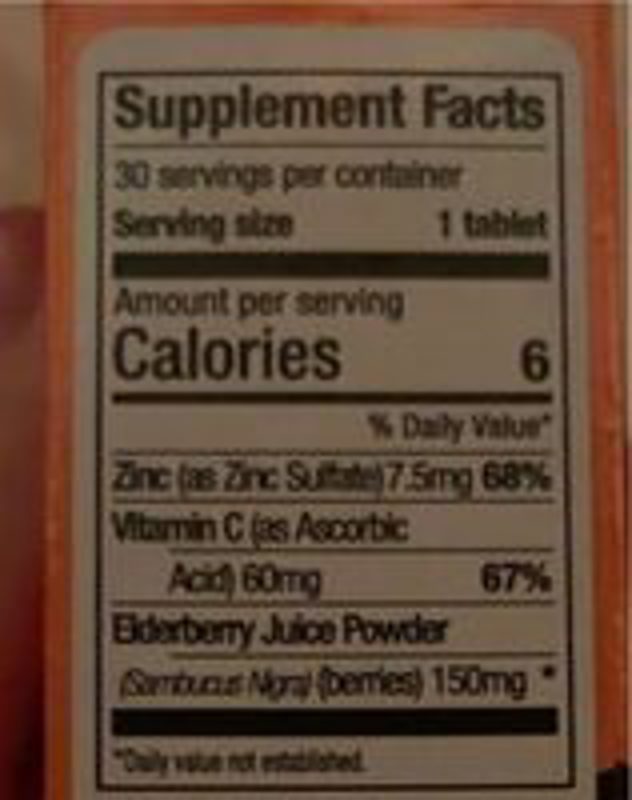 Supplement Facts
30 servings per container
Serving size 1 tablet
Amount per serving
Calories 6
% Daily Value*
Zinc (as Zinc Sulfate) 7.5mg 68%
Vitamin C (as Ascorbic
Acid) 60mg 67%
Elderberry Juice Powder
(Sambucus Nigra) (berries) 150mg *
*Daily value not established.